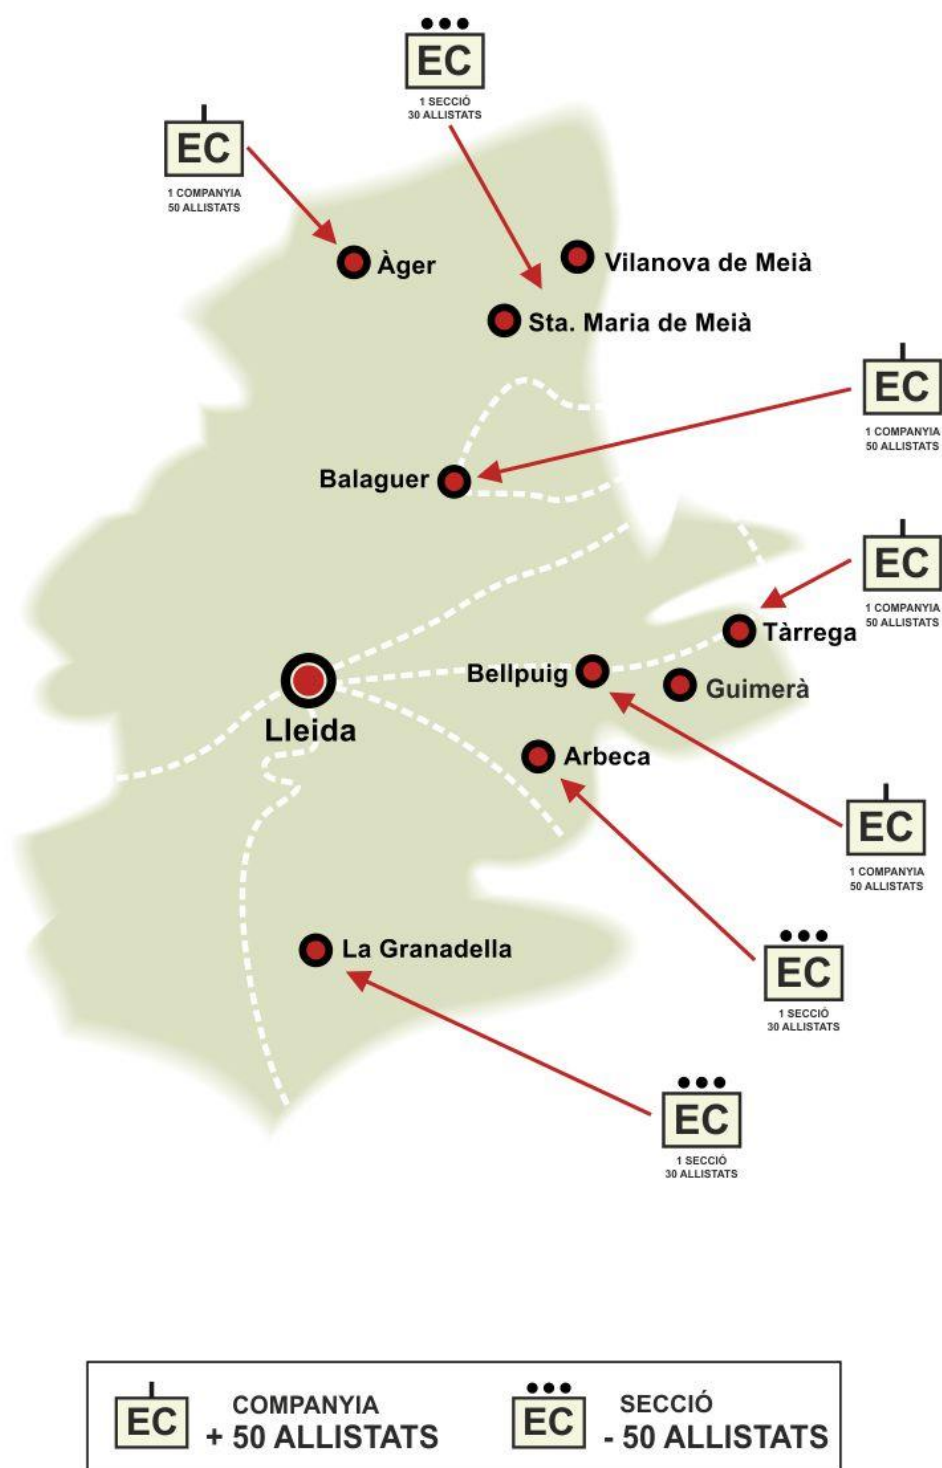 EC
1 SECCIÓ
30 ALLISTATS
EC
1 COMPANYIA
50 ALLISTATS
Àger
Vilanova de Meià
Sta. Maria de Meià
EC
1 COMPANYIA
50 ALLISTATS
Balaguer
EC
1 COMPANYIA
50 ALLISTATS
Tàrrega
Bellpuig
Guimerà
Lleida
Arbeca
EC
1 COMPANYIA
50 ALLISTATS
La Granadella
EC
1 SECCIÓ
30 ALLISTATS
EC
1 SECCIÓ
30 ALLISTATS
EC
COMPANYIA
+ 50 ALLISTATS
EC
SECCIÓ
- 50 ALLISTATS